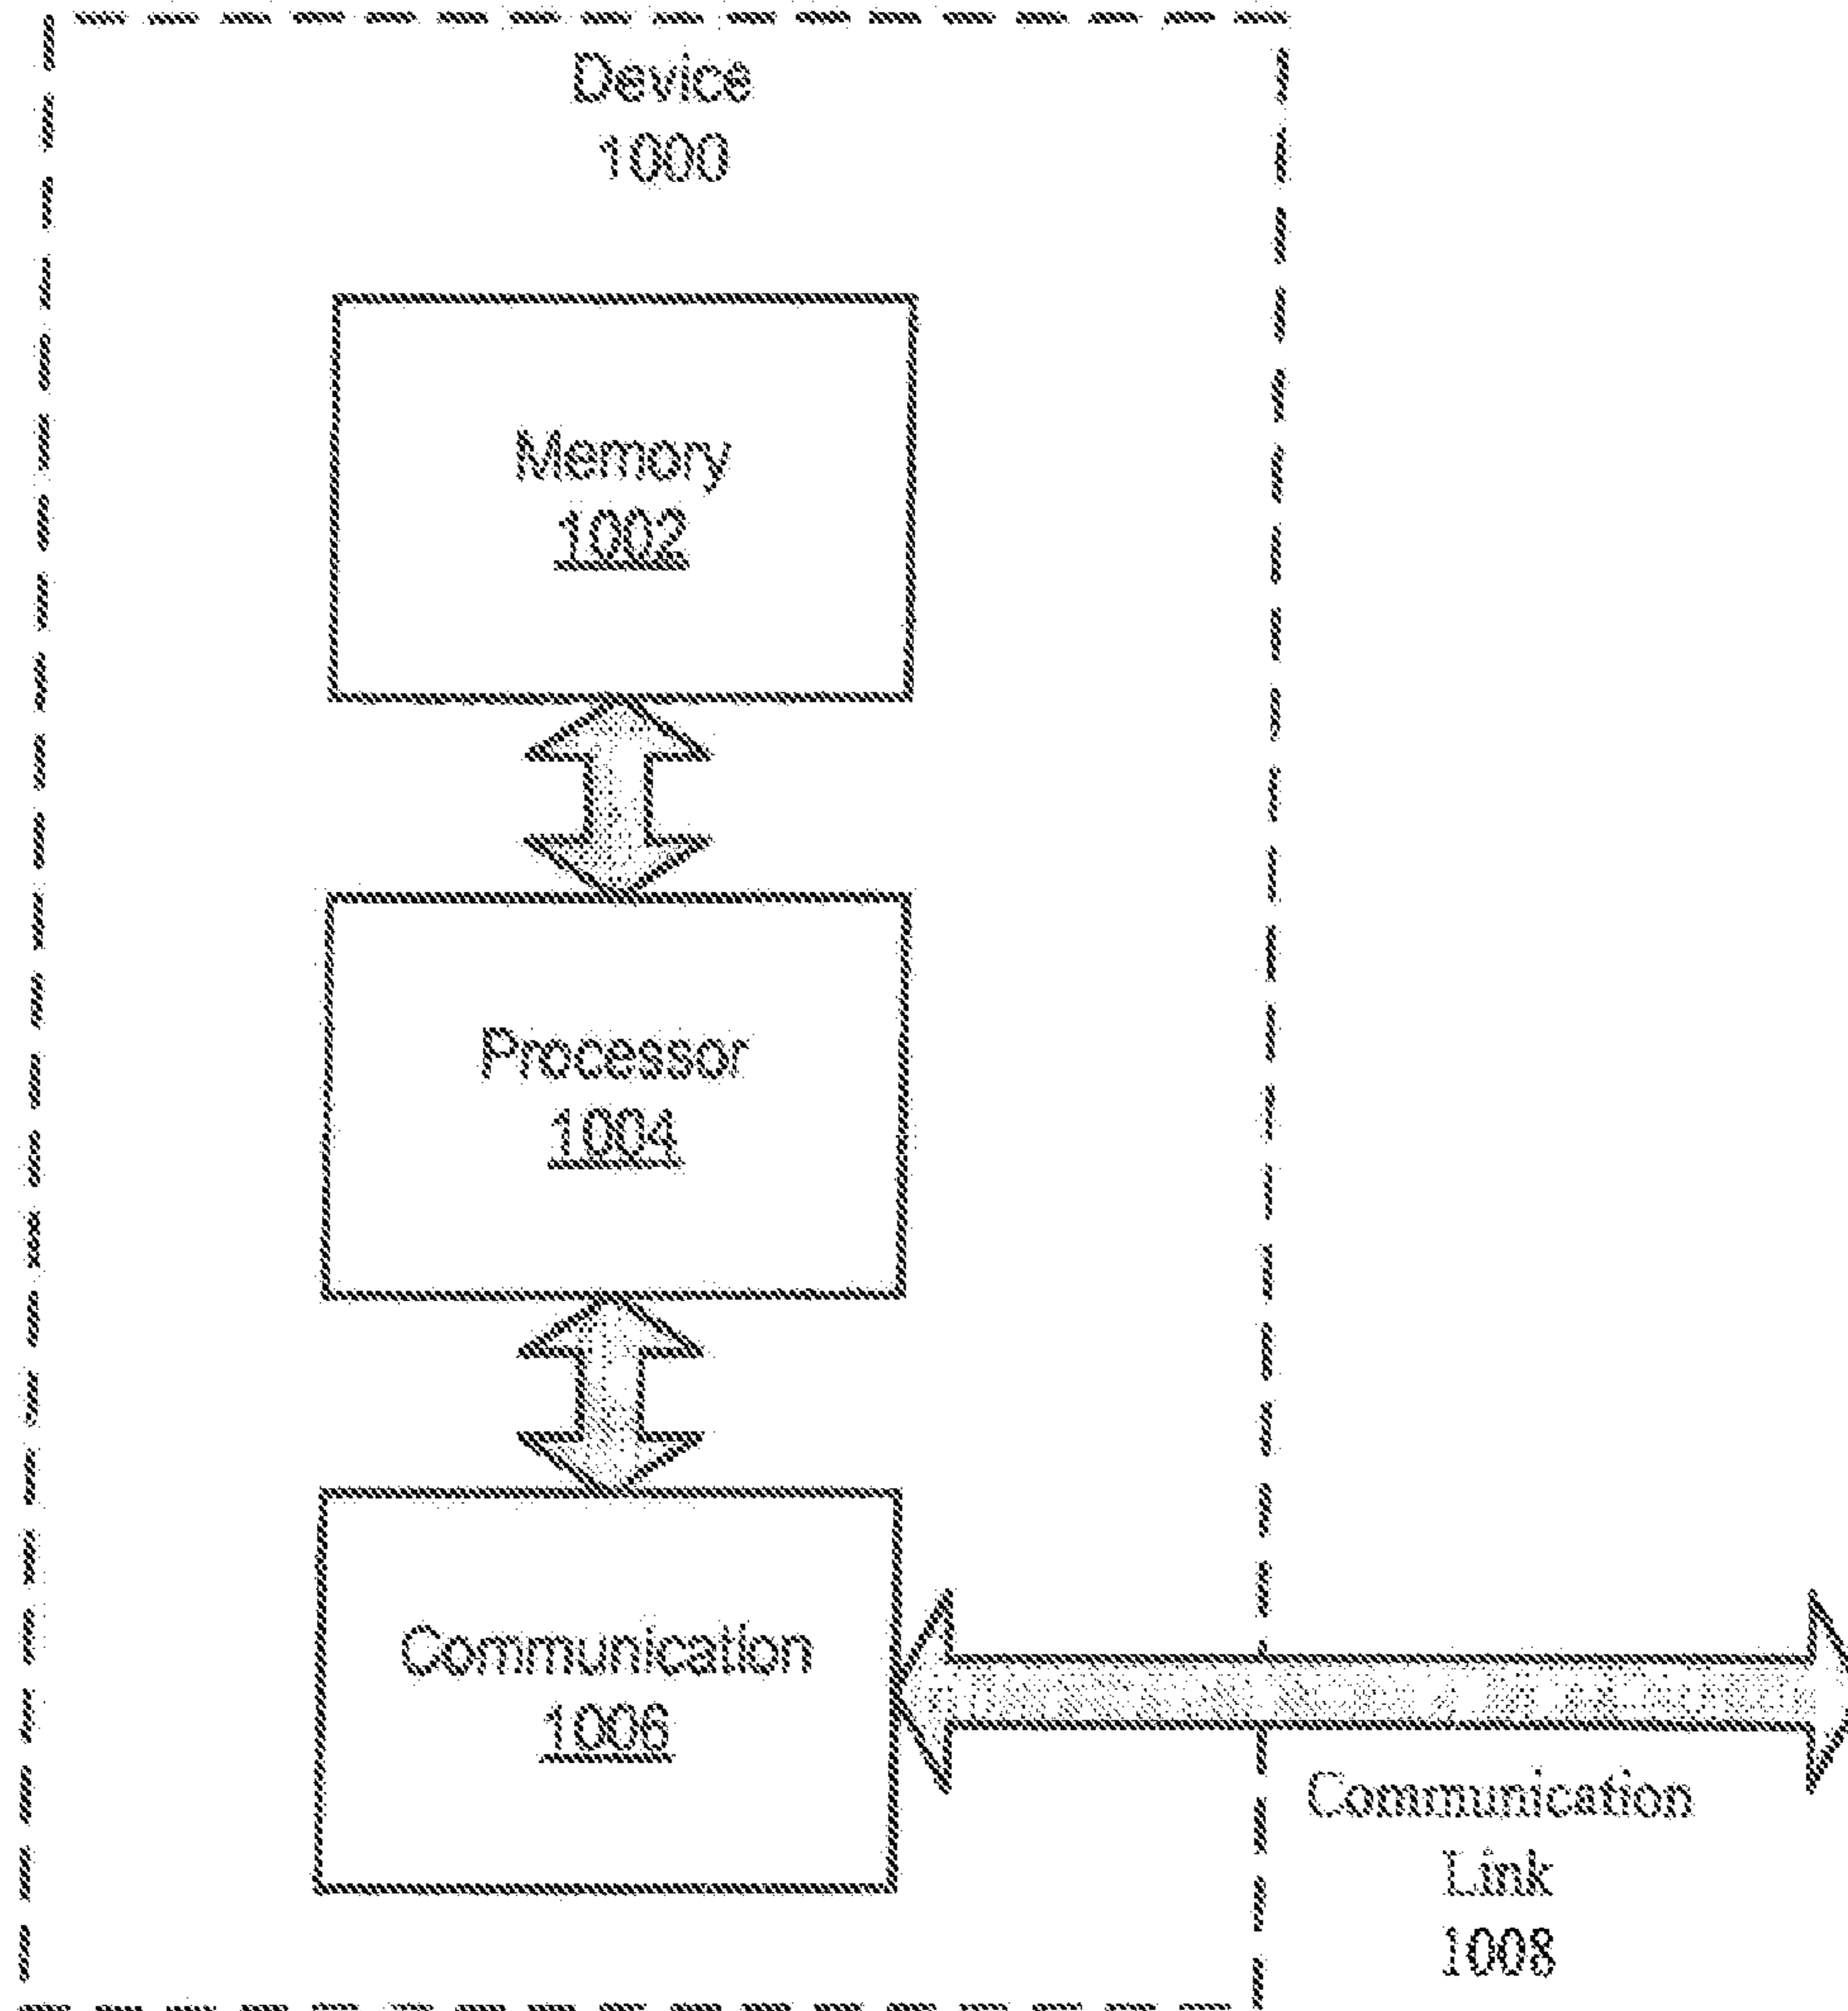 Device
1000
Memory
1002
Processor
1004
Communication
1006
Communication
Link
1008